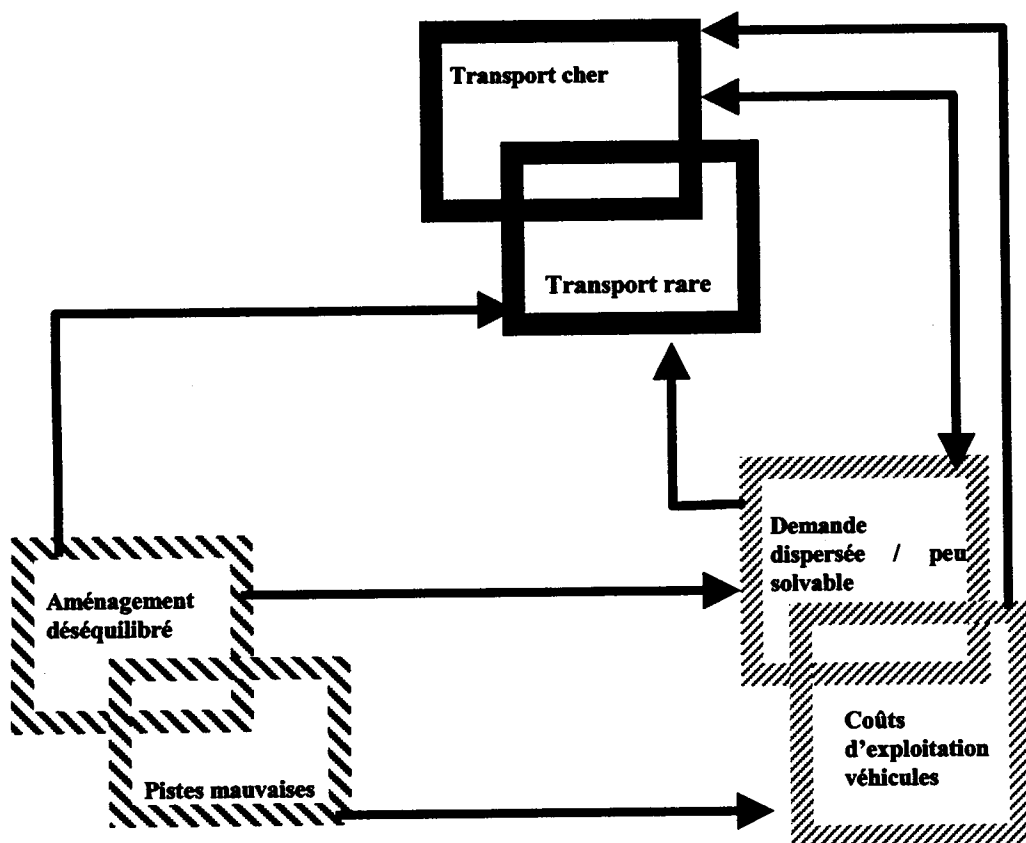 Transport cher
Transport rare
Demande
dispersée / peu
solvable
Aménagement
déséquilibré
Coûts
d'exploitation
véhicules
Pistes mauvaises